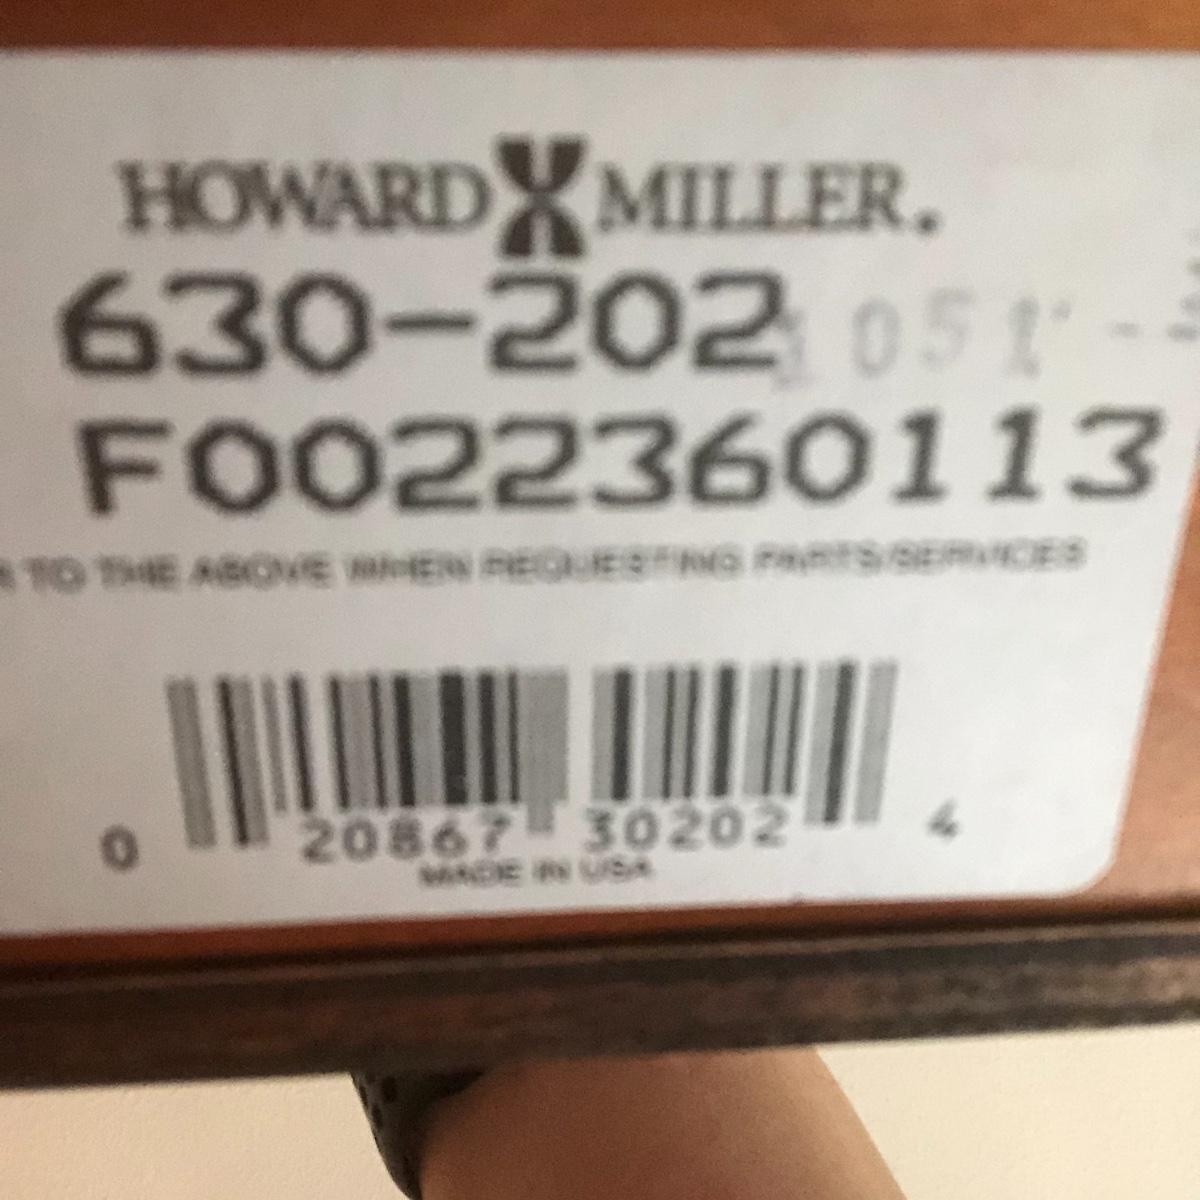 HOWARD MILLER.
630-202
F0022360113
TO THE ABOVE WHEN REQUESTING PARTS/SERVICES
0 20867 30202 4
MADE IN USA